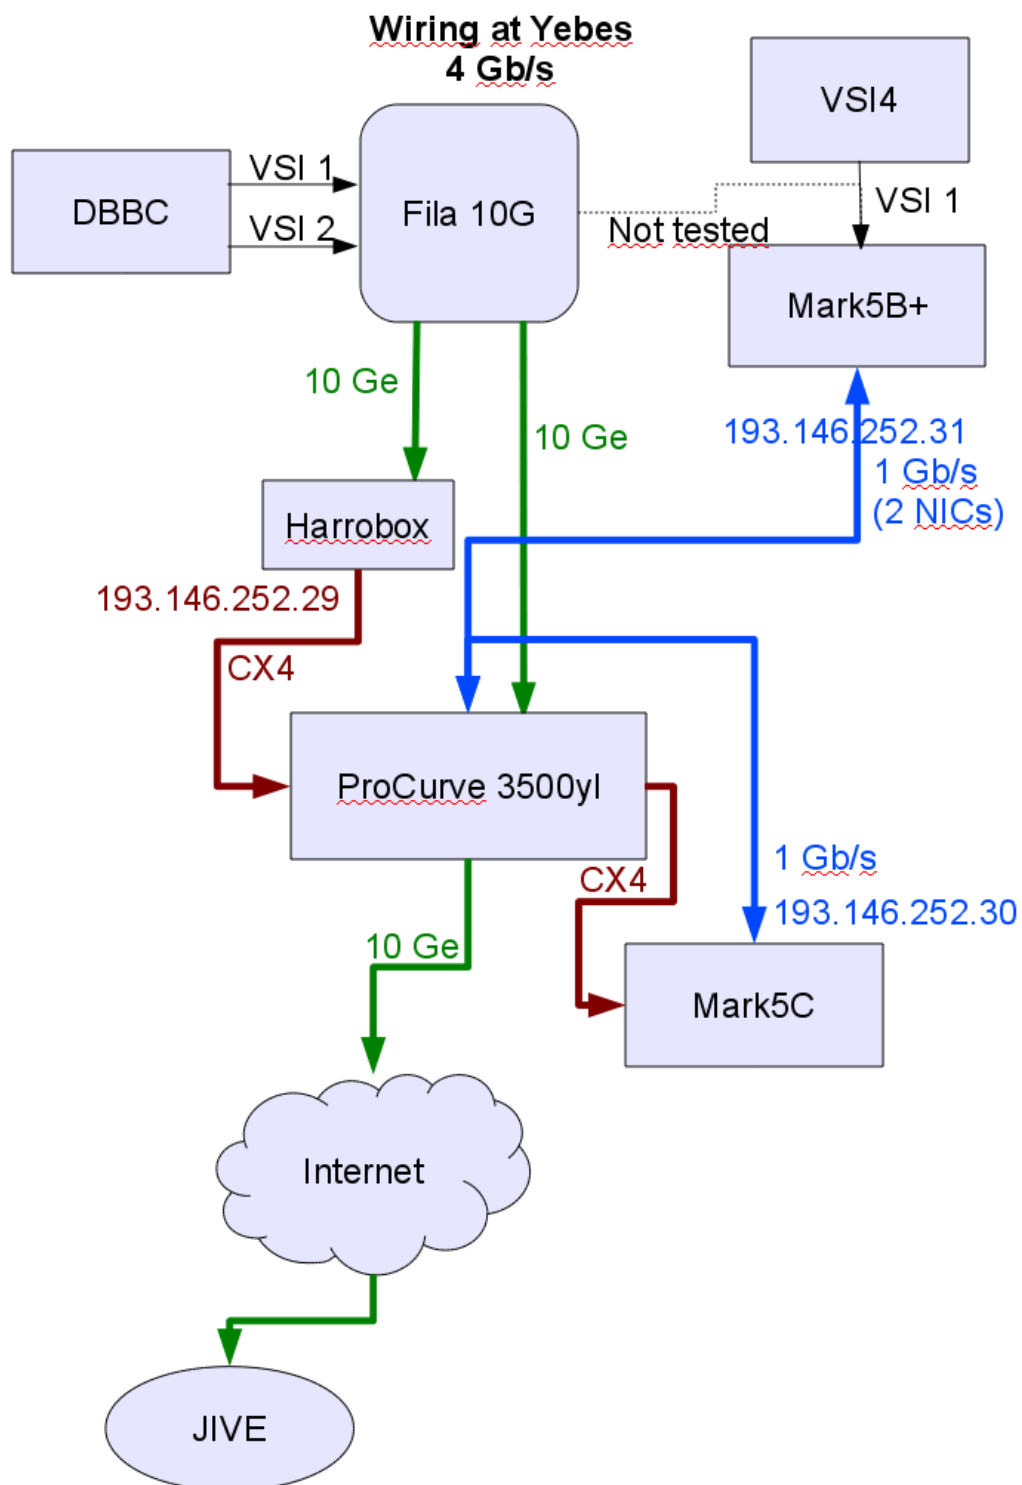 Wiring at Yebes
4 Gb/s
VSI4
DBBC
VSI 1
VSI 2
Fila 10G
Not tested
VSI 1
Mark5B+
10 Ge
10 Ge
193.146.252.31
1 Gb/s
(2 NICs)
Harrobox
193.146.252.29
CX4
ProCurve 3500yl
CX4
1 Gb/s
193.146.252.30
10 Ge
Mark5C
Internet
JIVE